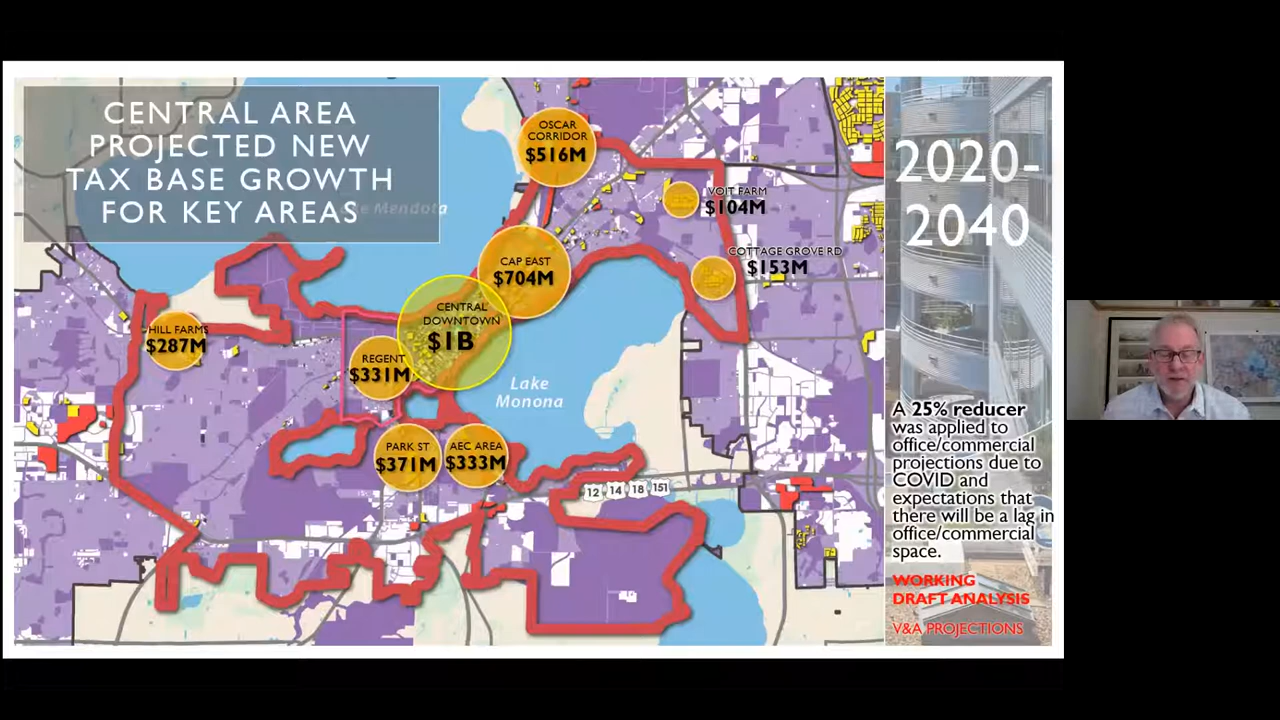 CENTRAL AREA
PROJECTED NEW
TAX BASE GROWTH
FOR KEY AREAS
Lake Mendota
OSCAR
CORRIDOR
$516M
VOIT FARM
$104M
COTTAGE GROVE RD
$153M
CAP EAST
$704M
CENTRAL
DOWNTOWN
$1B
HILL FARMS
$287M
REGENT
$331M
Lake
Monona
PARK ST
$371M
AEC AREA
$333M
12 14 18 151
2020-
2040
A 25% reducer
was applied to
office/commercial
projections due to
COVID and
expectations that
there will be a lag in
office/commercial
space.
WORKING
DRAFT ANALYSIS
V&A PROJECTIONS